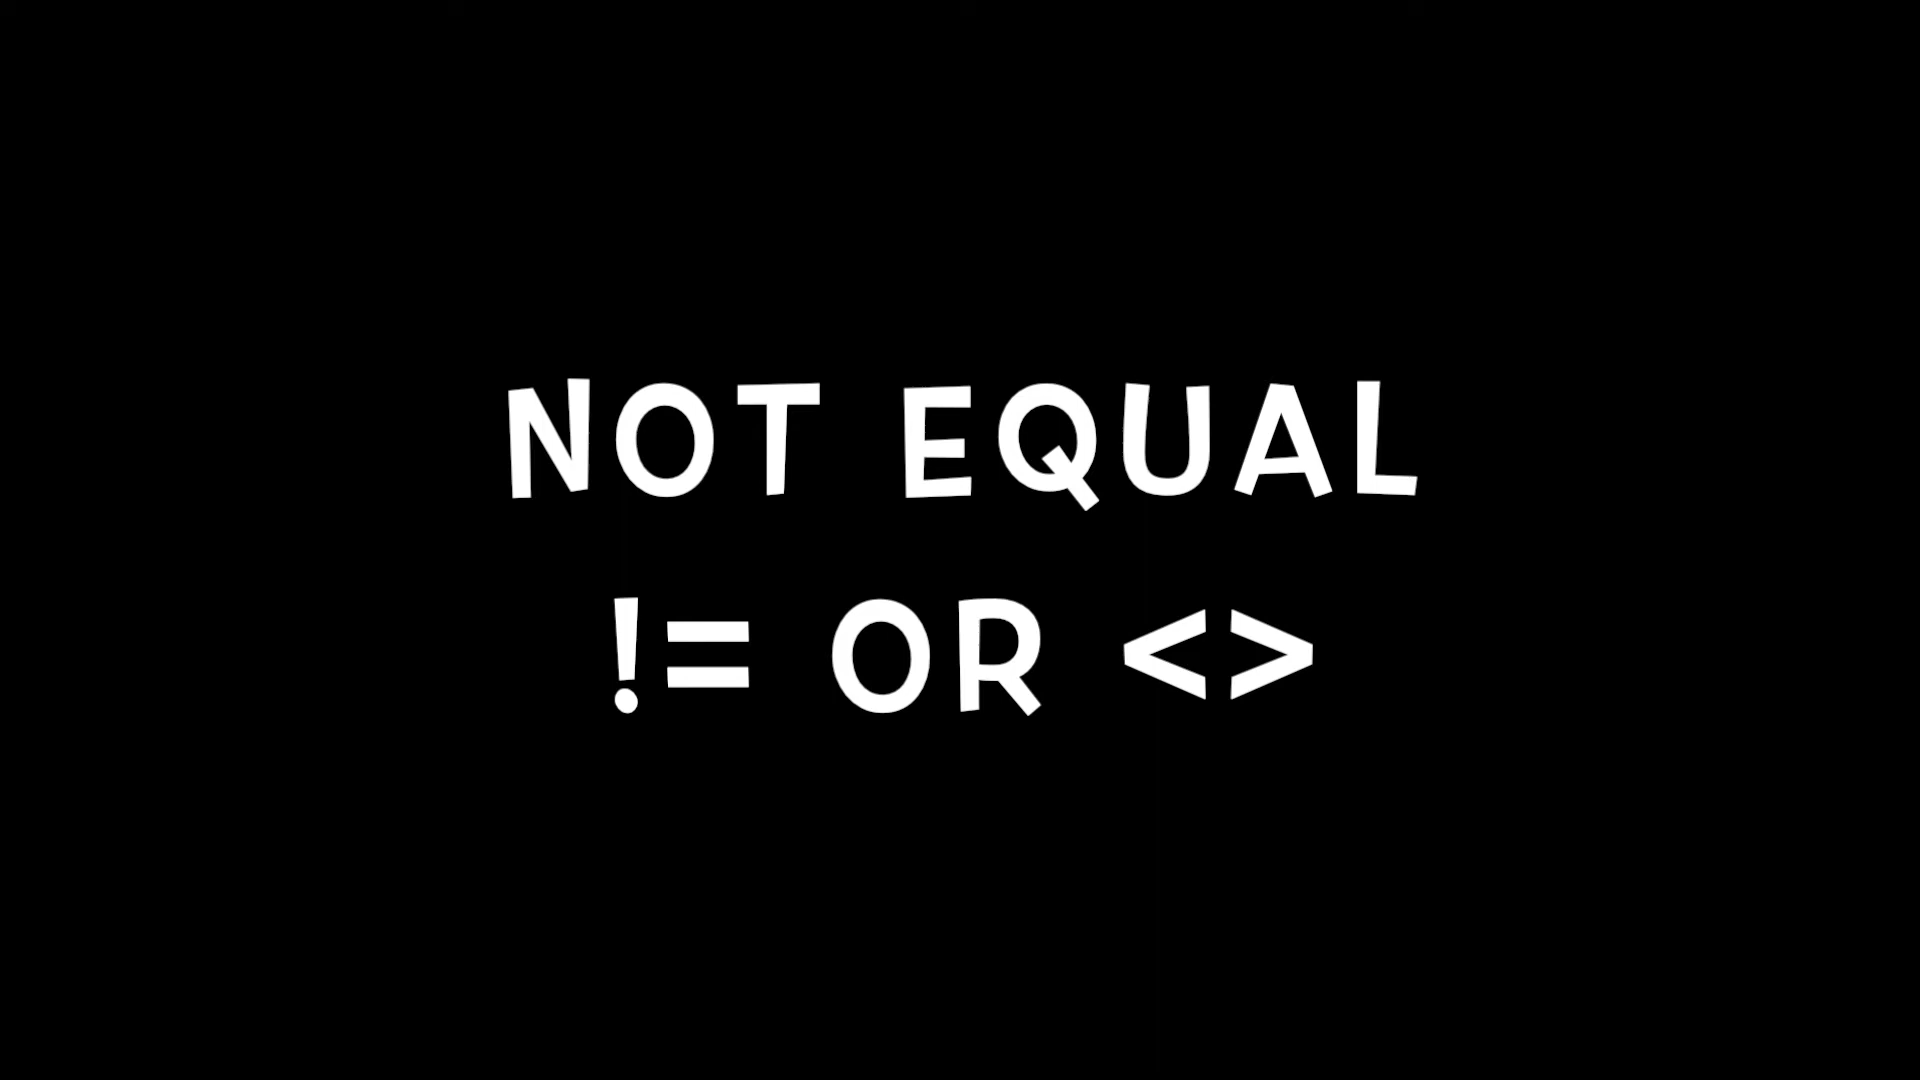 NOT EQUAL
!= OR <>